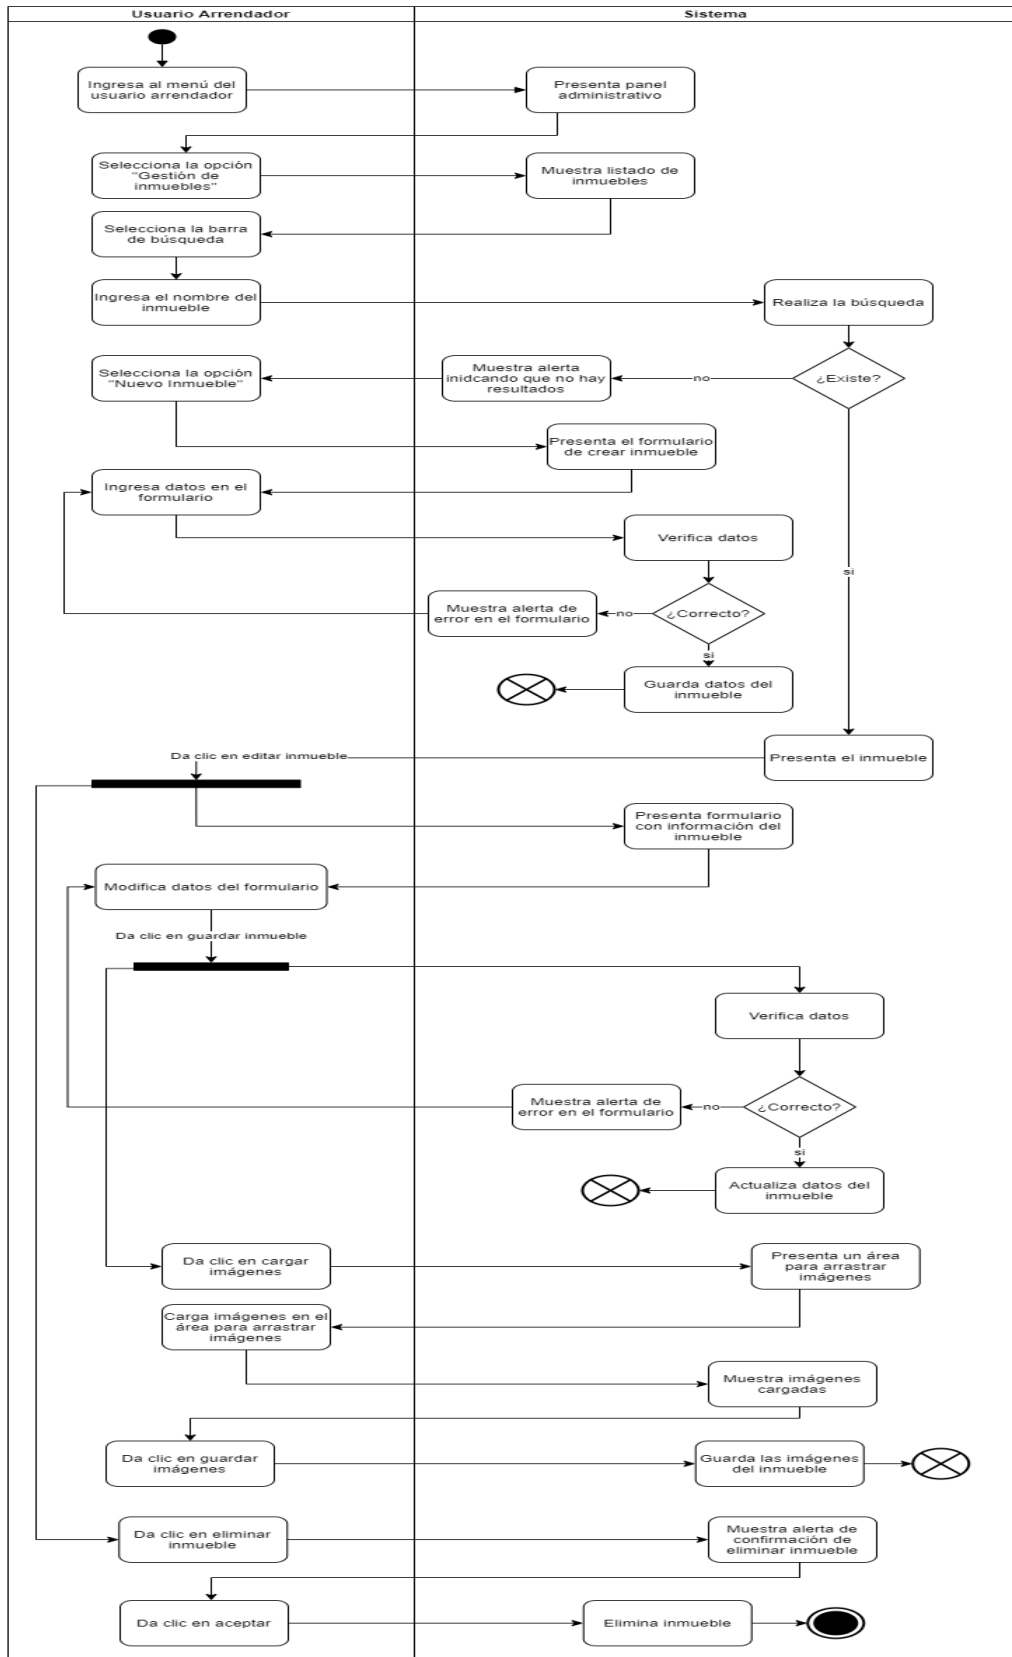 Usuario Arrendador
Sistema
Ingresa al menú del
usuario arrendador
Presenta panel
administrativo
Selecciona la opción
"Gestión de
inmuebles"
Muestra listado de
inmuebles
Selecciona la barra
de búsqueda
Ingresa el nombre del
inmueble
Realiza la búsqueda
Selecciona la opción
"Nuevo Inmueble"
Muestra alerta
inidcando que no hay
resultados
no
¿Existe?
Presenta el formulario
de crear inmueble
Ingresa datos en el
formulario
Verifica datos
si
Muestra alerta de
error en el formulario
no
¿Correcto?
si
Guarda datos del
inmueble
Da clic en editar inmueble
Presenta el inmueble
Presenta formulario
con información del
inmueble
Modifica datos del formulario
Da clic en guardar inmueble
Verifica datos
Muestra alerta de
error en el formulario
no
¿Correcto?
si
Actualiza datos del
inmueble
Da clic en cargar
imágenes
Presenta un área
para arrastrar
imágenes
Carga imágenes en el
área para arrastrar
imágenes
Muestra imágenes
cargadas
Da clic en guardar
imágenes
Guarda las imágenes
del inmueble
Da clic en eliminar
inmueble
Muestra alerta de
confirmación de
eliminar inmueble
Da clic en aceptar
Elimina inmueble